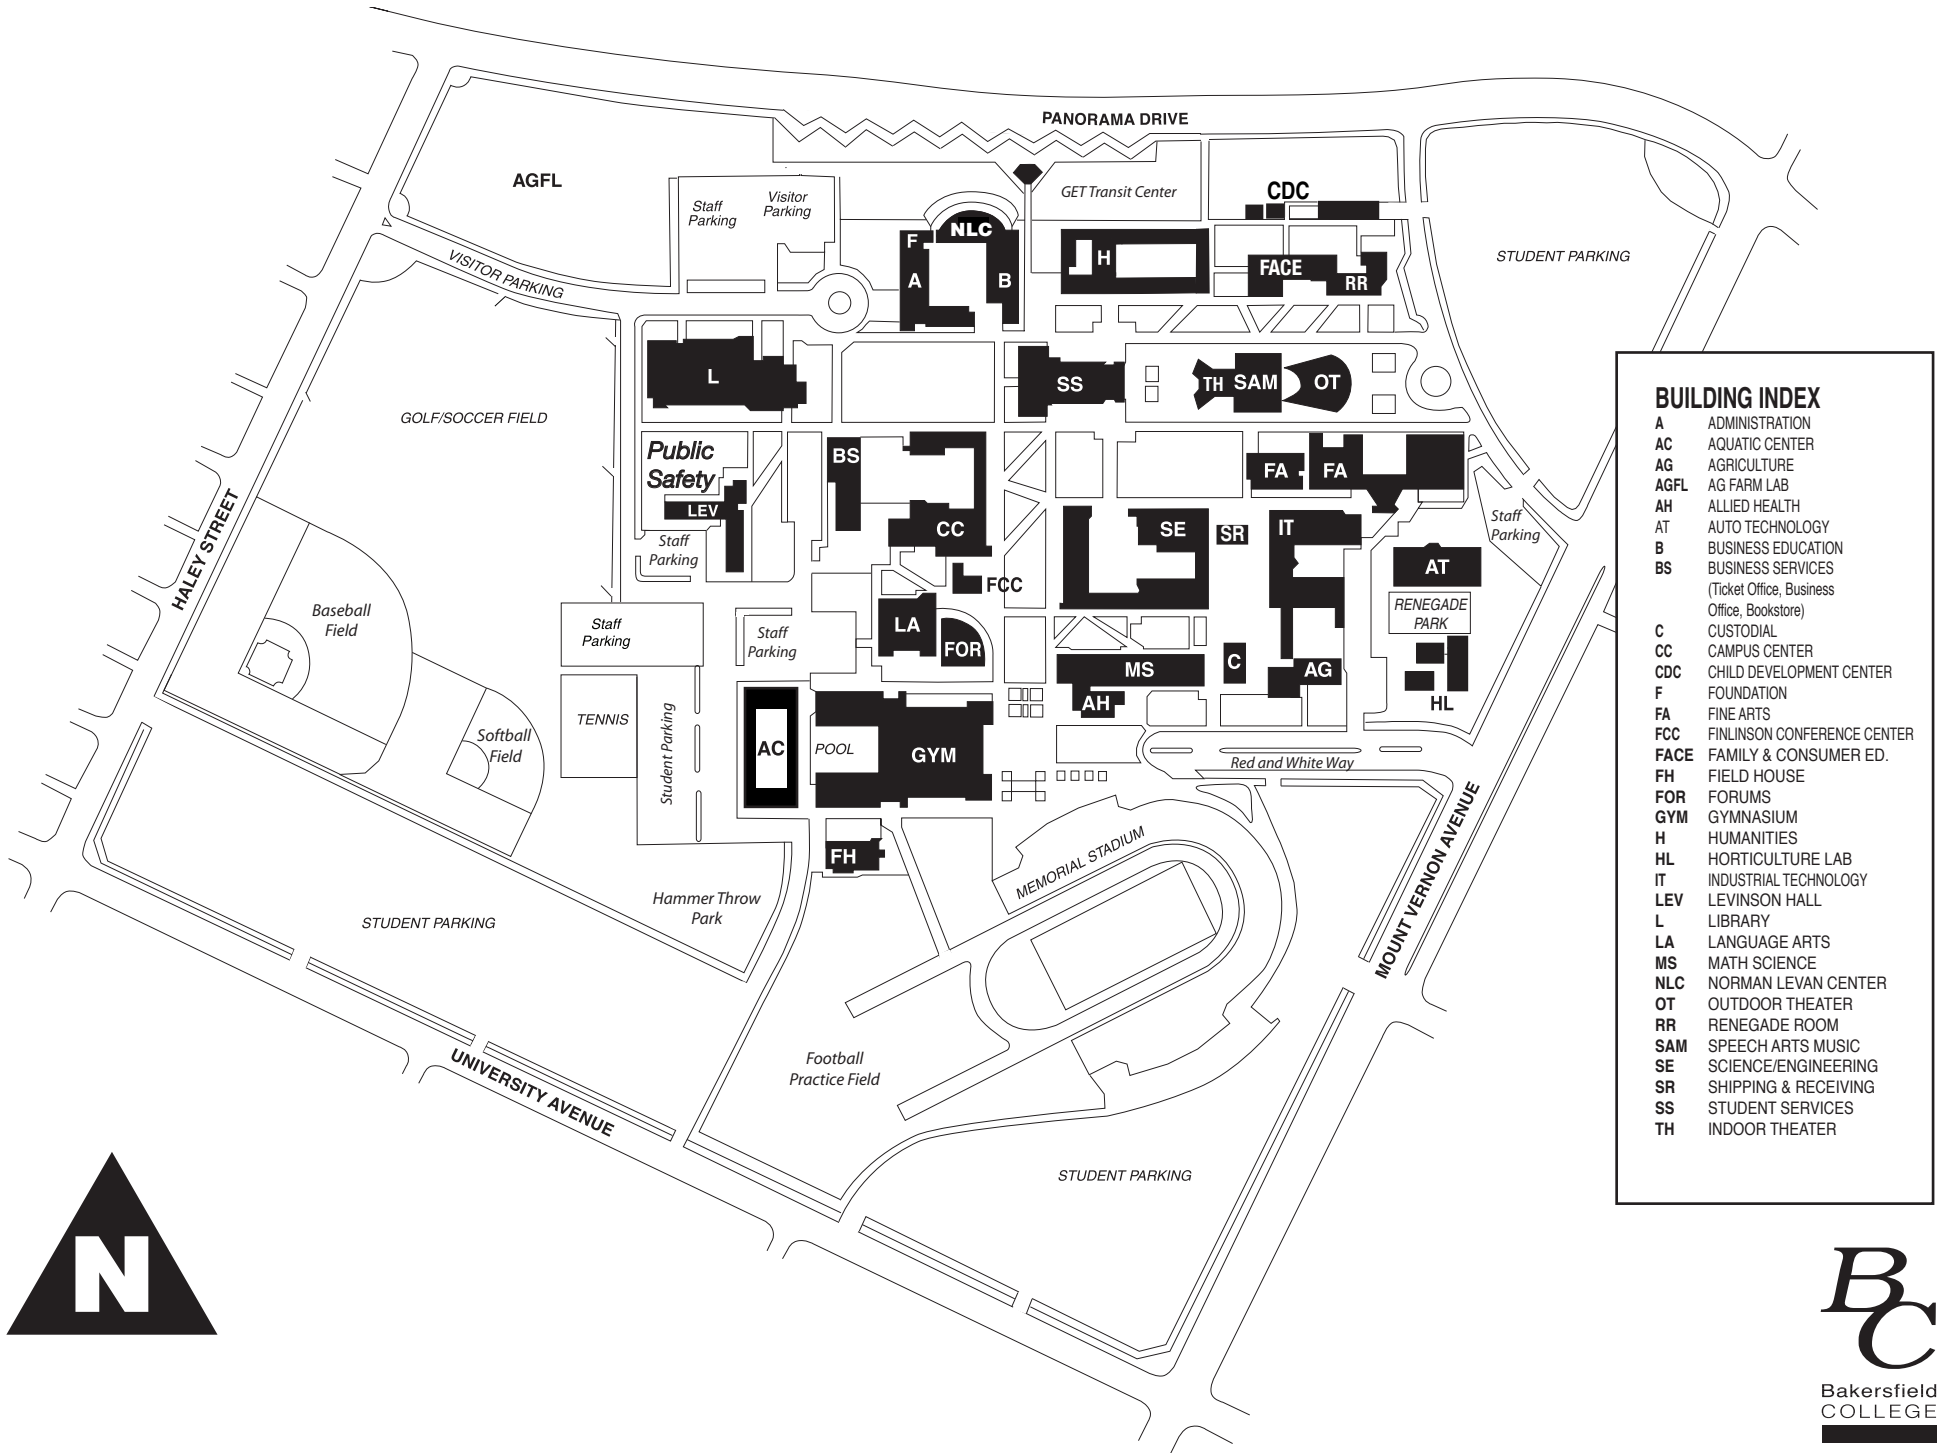 PANORAMA DRIVE
AGFL
Staff
Parking
Visitor
Parking
GET Transit Center
CDC
NLC
F
A
B
H
FACE
RR
STUDENT PARKING
VISITOR PARKING
L
SS
TH
SAM
OT
GOLF/SOCCER FIELD
Public
Safety
LEV
BS
CC
FA
FA
Staff
Parking
Staff
Parking
SE
SR
IT
AT
HALEY STREET
FCC
RENEGADE
PARK
Baseball
Field
Staff
Parking
Staff
Parking
LA
FOR
MS
C
AG
AH
HL
TENNIS
Student Parking
Softball
Field
AC
POOL
GYM
Red and White Way
MOUNT VERNON AVENUE
MEMORIAL STADIUM
FH
Hammer Throw
Park
STUDENT PARKING
UNIVERSITY AVENUE
Football
Practice Field
STUDENT PARKING
N
BUILDING INDEX
A ADMINISTRATION
AC AQUATIC CENTER
AG AGRICULTURE
AGFL AG FARM LAB
AH ALLIED HEALTH
AT AUTO TECHNOLOGY
B BUSINESS EDUCATION
BS BUSINESS SERVICES
(Ticket Office, Business
Office, Bookstore)
C CUSTODIAL
CC CAMPUS CENTER
CDC CHILD DEVELOPMENT CENTER
F FOUNDATION
FA FINE ARTS
FCC FINLINSON CONFERENCE CENTER
FACE FAMILY & CONSUMER ED.
FH FIELD HOUSE
FOR FORUMS
GYM GYMNASIUM
H HUMANITIES
HL HORTICULTURE LAB
IT INDUSTRIAL TECHNOLOGY
LEV LEVINSON HALL
L LIBRARY
LA LANGUAGE ARTS
MS MATH SCIENCE
NLC NORMAN LEVAN CENTER
OT OUTDOOR THEATER
RR RENEGADE ROOM
SAM SPEECH ARTS MUSIC
SE SCIENCE/ENGINEERING
SR SHIPPING & RECEIVING
SS STUDENT SERVICES
TH INDOOR THEATER
BC
Bakersfield
COLLEGE